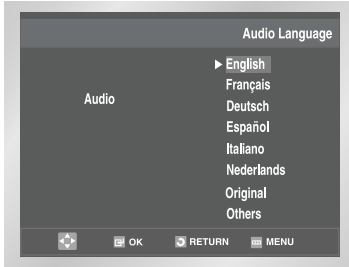 Audio Language
English
Français
Audio
Deutsch
Español
Italiano
Nederlands
Original
Others
OK RETURN MENU